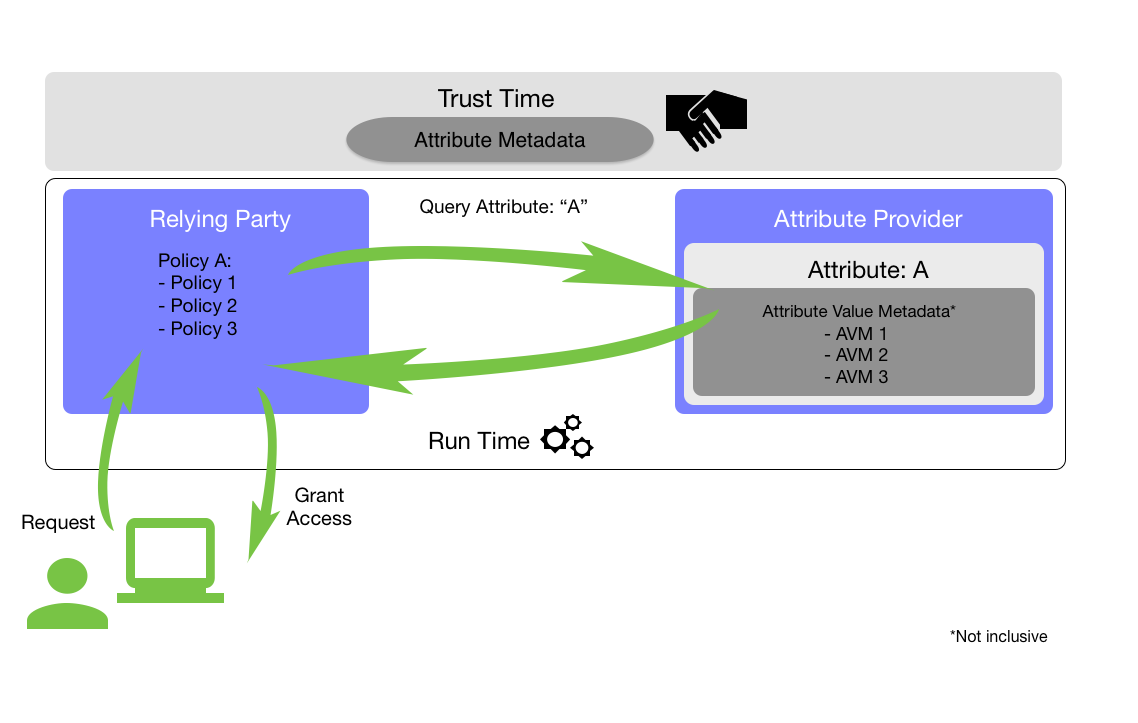 Trust Time
Attribute Metadata
Relying Party
Policy A:
- Policy 1
- Policy 2
- Policy 3
Query Attribute: “A”
Attribute Provider
Attribute: A
Attribute Value Metadata*
- AVM 1
- AVM 2
- AVM 3
Run Time
Request
Grant
Access
*Not inclusive